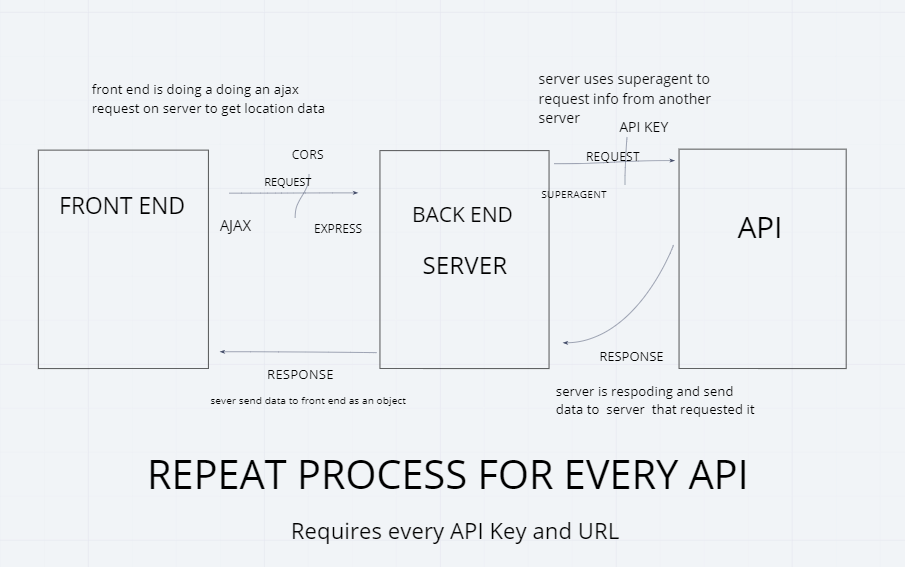 front end is doing a doing an ajax
request on server to get location data
server uses superagent to
request info from another
server
API KEY
CORS
REQUEST
REQUEST
SUPERAGENT
FRONT END
AJAX
EXPRESS
BACK END
SERVER
API
RESPONSE
RESPONSE
sever send data to front end as an object
server is respoding and send
data to server that requested it
REPEAT PROCESS FOR EVERY API
Requires every API Key and URL